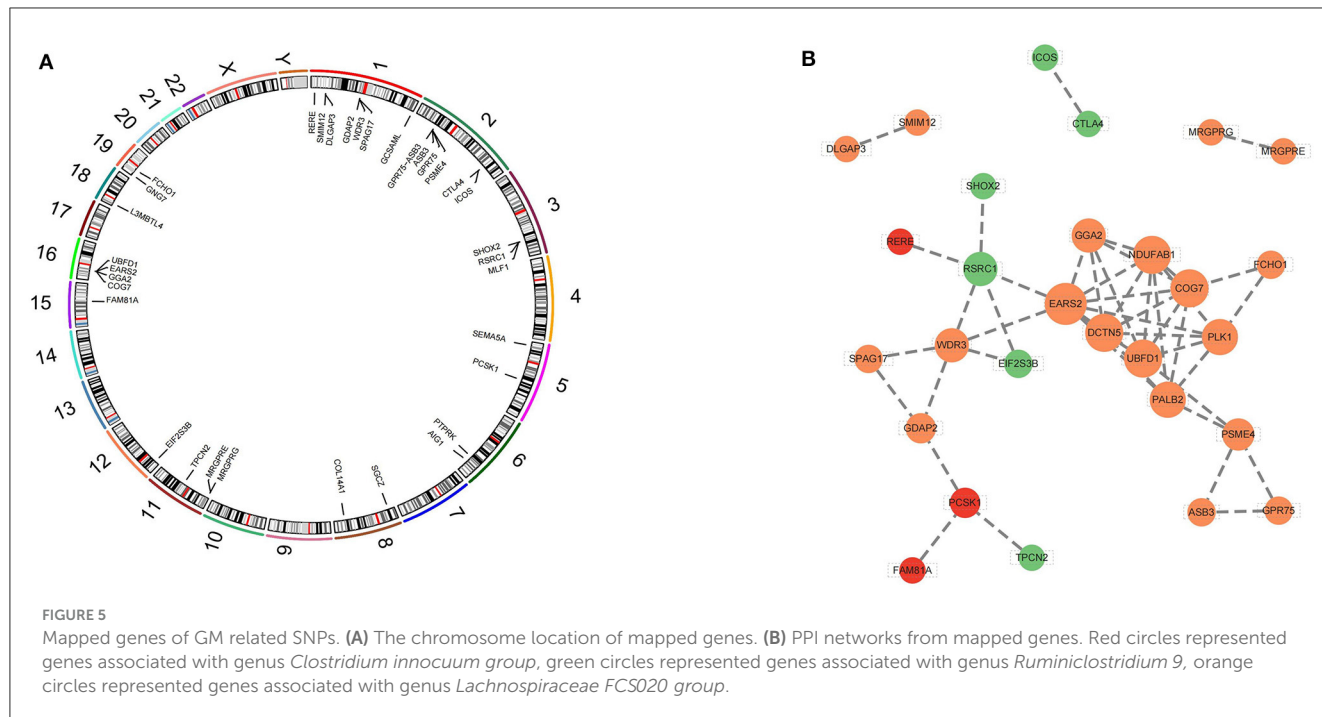 A
1
2
3
4
5
6
7
8
9
10
11
12
13
14
15
16
17
18
19
20
21
22
X
Y
RERE
SMIM12
DLGAP3
GDAP2
WDR3
SPAG17
GCSAML
GPR75-ASB3
ASB3
GPR75
PSME4
CTLA4
ICOS
SHOX2
RSRC1
MLF1
SEMA5A
PCSK1
PTPRK
AIG1
SGCZ
COL14A1
MRGPRG
MRGPRE
TPCN2
EIF2S3B
FAM81A
UBFD1
EARS2
GGA2
COG7
L3MBTL4
GNG7
FCHO1
B
ICOS
CTLA4
SMIM12
DLGAP3
MRGPRG
MRGPRE
SHOX2
RERE
RSRC1
GGA2
NDUFAB1
COG7
FCHO1
EARS2
DCTN5
PLK1
UBFD1
WDR3
SPAG17
EIF2S3B
PALB2
GDAP2
PSME4
PCSK1
ASB3
GPR75
TPCN2
FAM81A
FIGURE 5
Mapped genes of GM related SNPs. (A) The chromosome location of mapped genes. (B) PPI networks from mapped genes. Red circles represented
genes associated with genus Clostridium innocuum group, green circles represented genes associated with genus Ruminiclostridium 9, orange
circles represented genes associated with genus Lachnospiraceae FCS020 group.